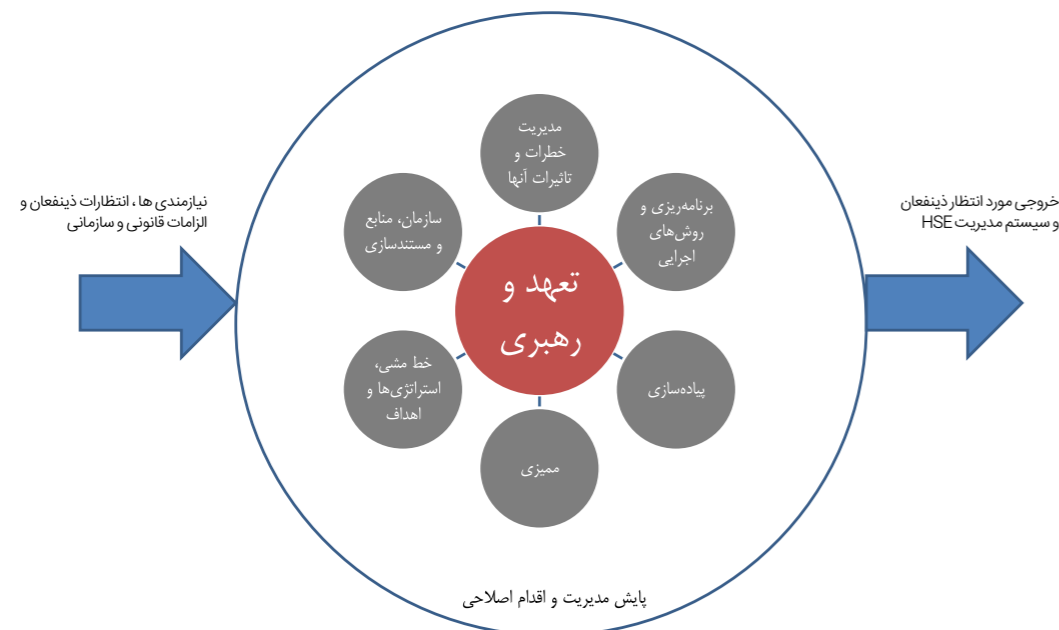 مدیریت
خطرات و
تاثیرات آنها
برنامه‌ریزی و
روش‌های
اجرایی
پیاده‌سازی
ممیزی
خط مشی،
استراتژی‌ها و
اهداف
سازمان، منابع
و مستندسازی
تعهد و
رهبری
نیازمندی ها ، انتظارات ذینفعان و
الزامات قانونی و سازمانی
خروجی مورد انتظار ذینفعان
و سیستم مدیریت HSE
پایش مدیریت و اقدام اصلاحی